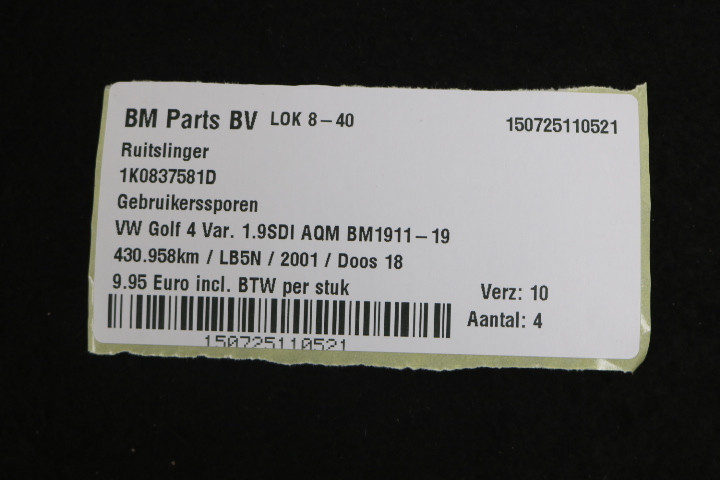 BM Parts BV LOK 8-40 150725110521
Ruitslinger
1K0837581D
Gebruikerssporen
VW Golf 4 Var. 1.9SDI AQM BM1911-19
430.958km / LB5N / 2001 / Doos 18
9.95 Euro incl. BTW per stuk Verz: 10
Aantal: 4
150725110521